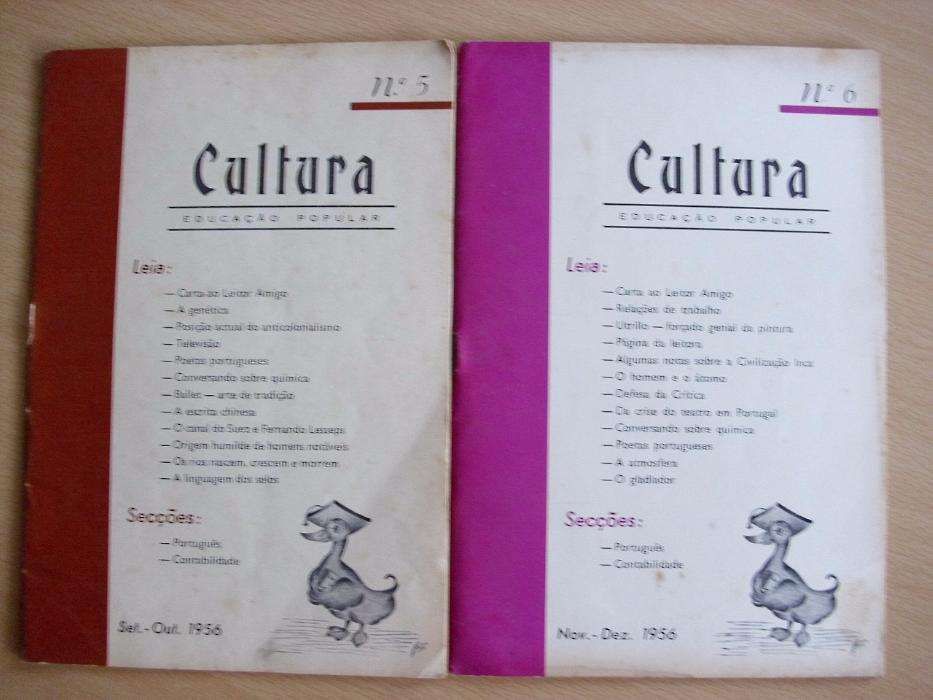 Nº 5
Cultura
EDUCAÇÃO POPULAR
Leia:
— Carta ao Leitor Amigo
— A genética
— Posição actual do anticolonialismo
— Televisão
— Poetas portugueses
— Conversando sobre química
— Ballet — arte de tradição
— A escrita chinesa
— O canal do Suez e Fernando Lesseps
— Origem humilde de homens notáveis
— Os rios nascem, crescem e morrem
— A linguagem dos selos
Secções:
— Português
— Contabilidade
Set. - Out. 1956
Nº 6
Cultura
EDUCAÇÃO POPULAR
Leia:
— Carta ao Leitor Amigo
— Relações de trabalho
— Utrillo — forçado genial da pintura
— Página da leitora
— Algumas notas sobre a Civilização Inca
— O homem e o átomo
— Defesa da Crítica
— Da crise do teatro em Portugal
— Conversando sobre química
— Poetas portugueses
— A atmosfera
— O gladiador
Secções:
— Português
— Contabilidade
Nov. - Dez. 1956